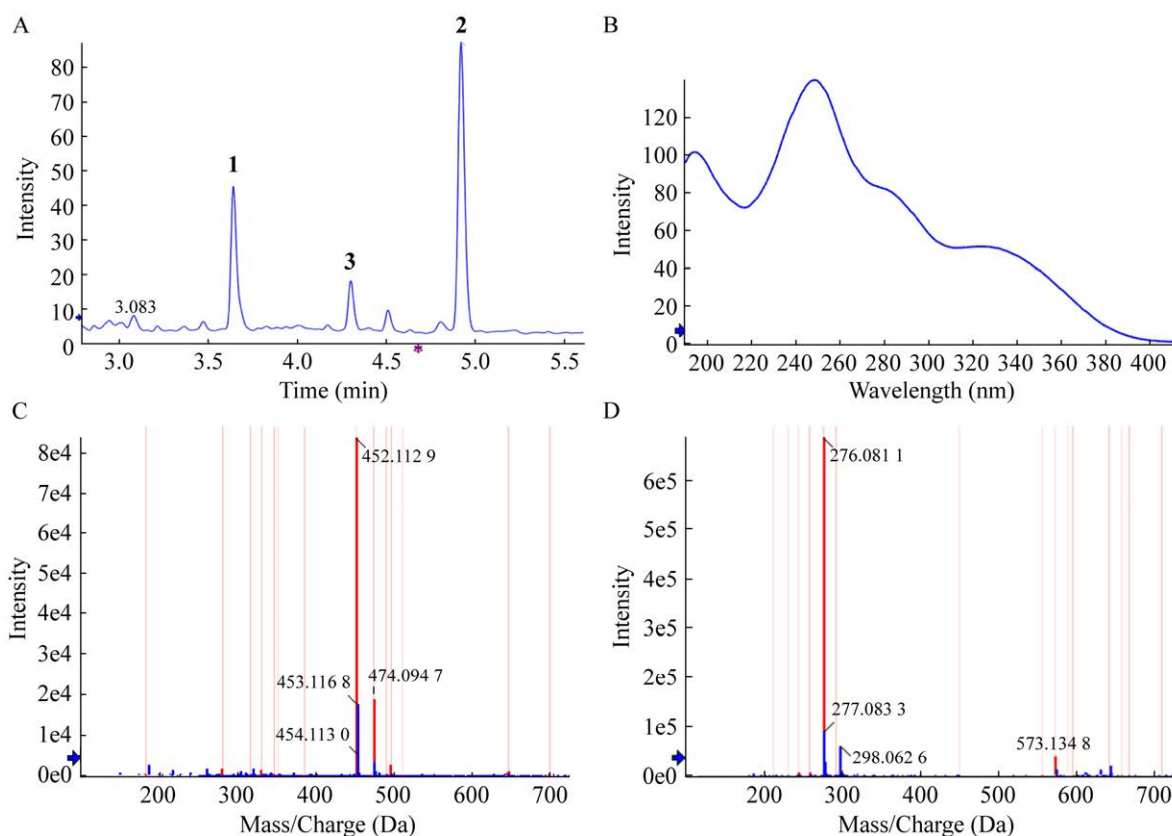 A
Intensity
80
70
60
50
40
30
20
10
0
1
2
3
3.083
*
3.0
3.5
4.0
4.5
5.0
5.5
Time (min)
B
Intensity
120
100
80
60
40
20
0
200
220
240
260
280
300
320
340
360
380
400
Wavelength (nm)
C
Intensity
8e4
7e4
6e4
5e4
4e4
3e4
2e4
1e4
0e0
452.112 9
453.116 8
474.094 7
454.113 0
200
300
400
500
600
700
Mass/Charge (Da)
D
Intensity
6e5
5e5
4e5
3e5
2e5
1e5
0e0
276.081 1
277.083 3
298.062 6
573.134 8
200
300
400
500
600
700
Mass/Charge (Da)